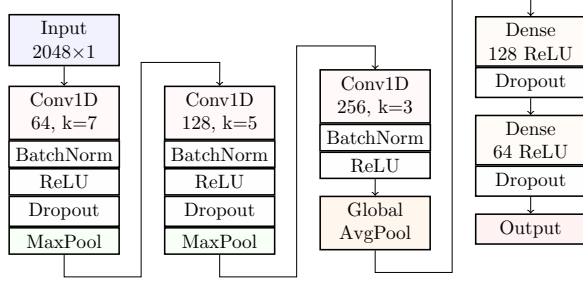 Input
2048×1
Conv1D
64, k=7
BatchNorm
ReLU
Dropout
MaxPool
Conv1D
128, k=5
BatchNorm
ReLU
Dropout
MaxPool
Conv1D
256, k=3
BatchNorm
ReLU
Global
AvgPool
Dense
128 ReLU
Dropout
Dense
64 ReLU
Dropout
Output